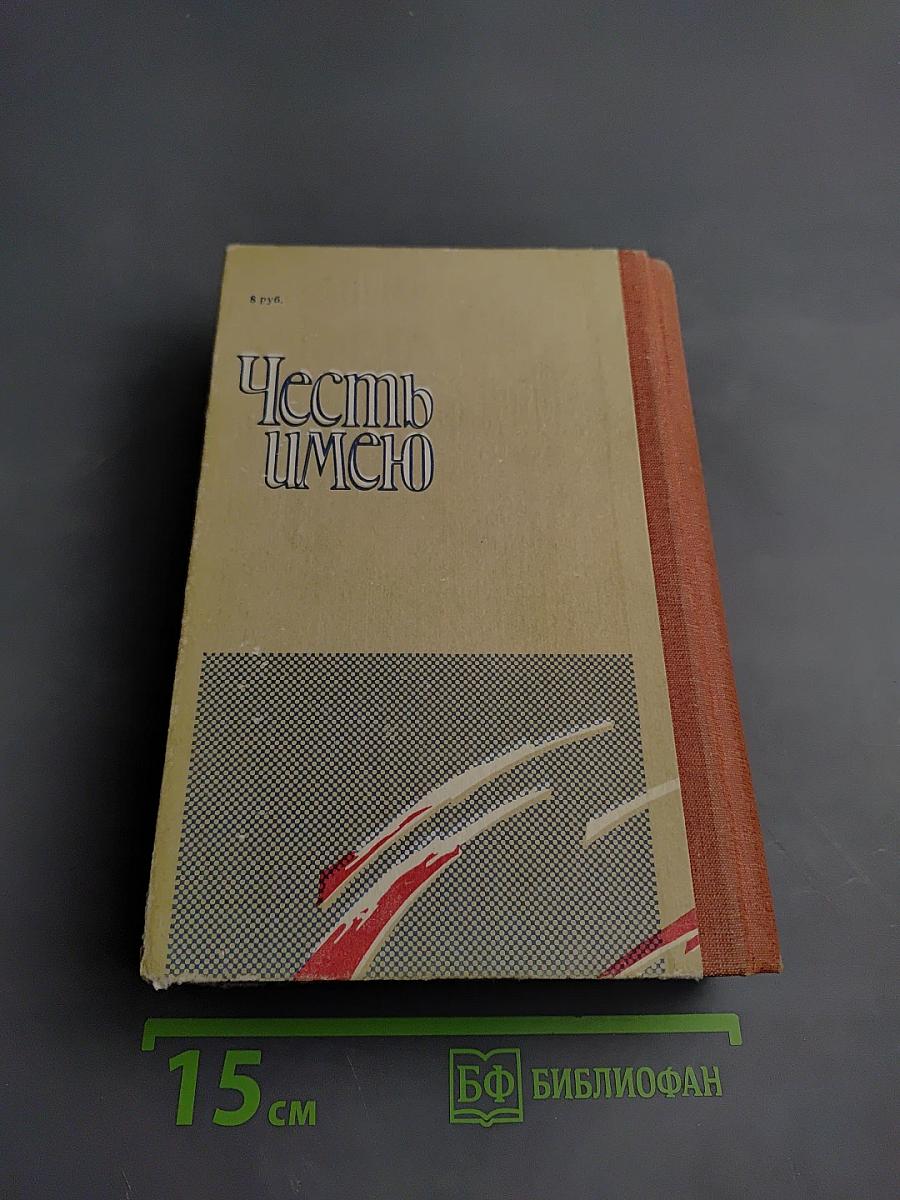 8 руб.
Честь
имею
15 см
БФ БИБЛИОФАН